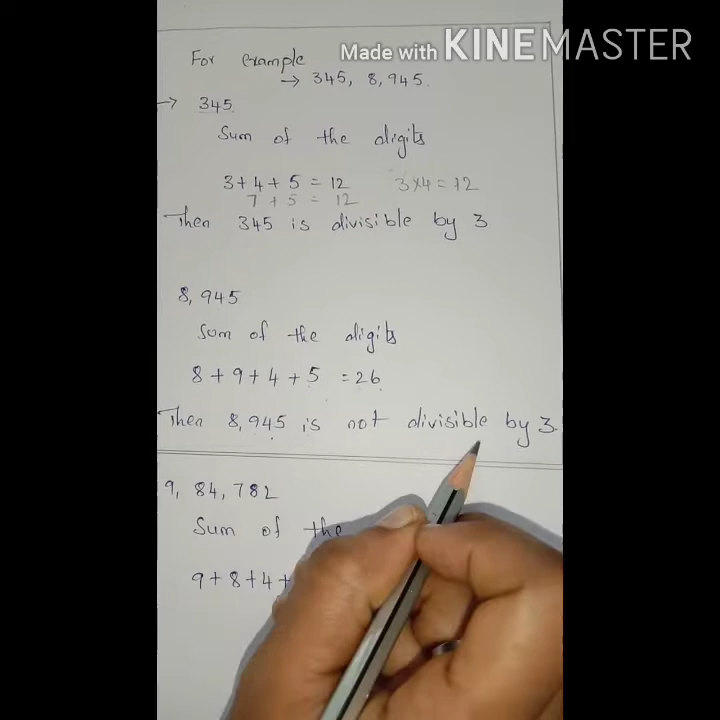 Made with KINEMASTER
For example
→ 345, 8,945.
→ 345
Sum of the digits
3 + 4 + 5 = 12 3×4 = 12
7 + 5 = 12
Then 345 is divisible by 3
8,945
Sum of the digits
8 + 9 + 4 + 5 = 26
Then 8,945 is not divisible by 3.
9, 84, 782
Sum of the
9 + 8 + 4 +